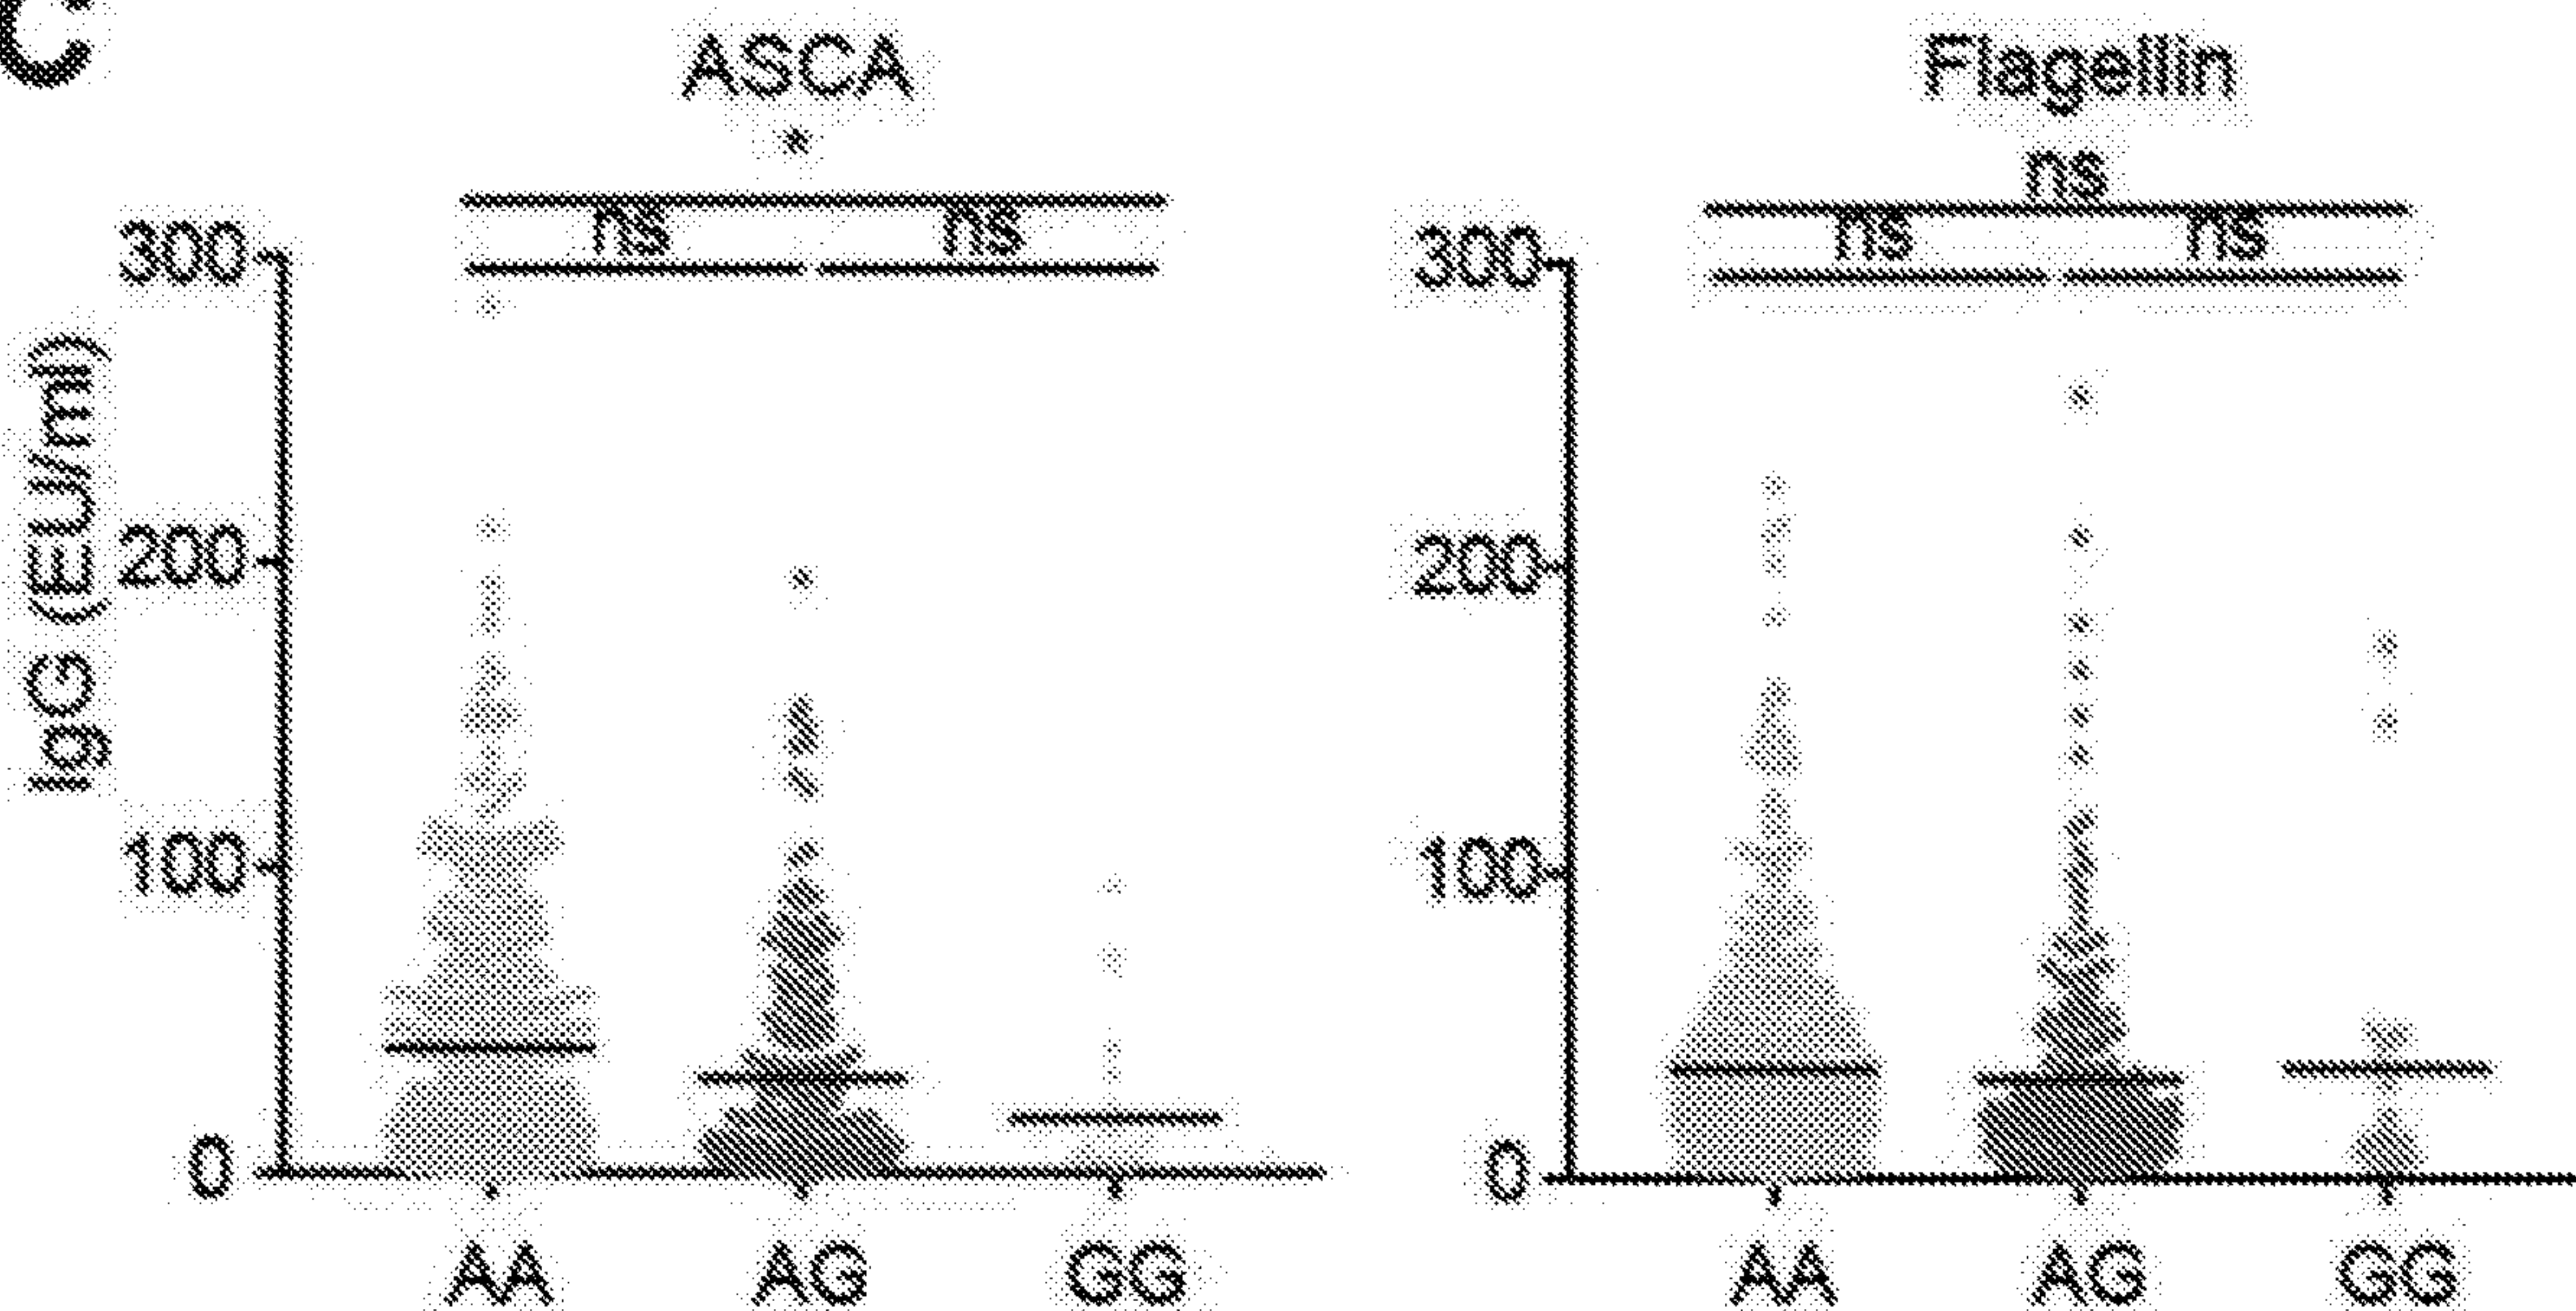 C
ASCA
*
ns ns
IgG (EU/ml)
300
200
100
0
AA AG GG
Flagellin
ns
ns ns
300
200
100
0
AA AG GG